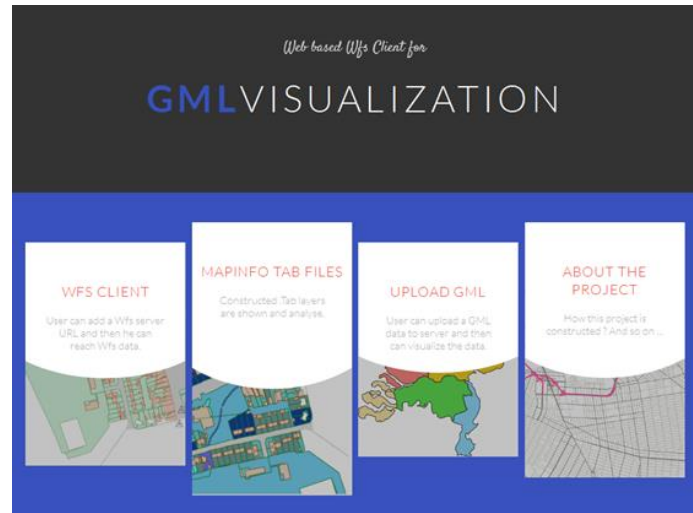 Web based Wfs Client for
GMLVISUALIZATION
WFS CLIENT
User can add a Wfs server
URL and then he can
reach Wfs data.
MAPINFO TAB FILES
Constructed .Tab layers
are shown and analyse.
UPLOAD GML
User can upload a GML
data to server and then
can visualize the data.
ABOUT THE
PROJECT
How this project is
constructed ? And so on ...